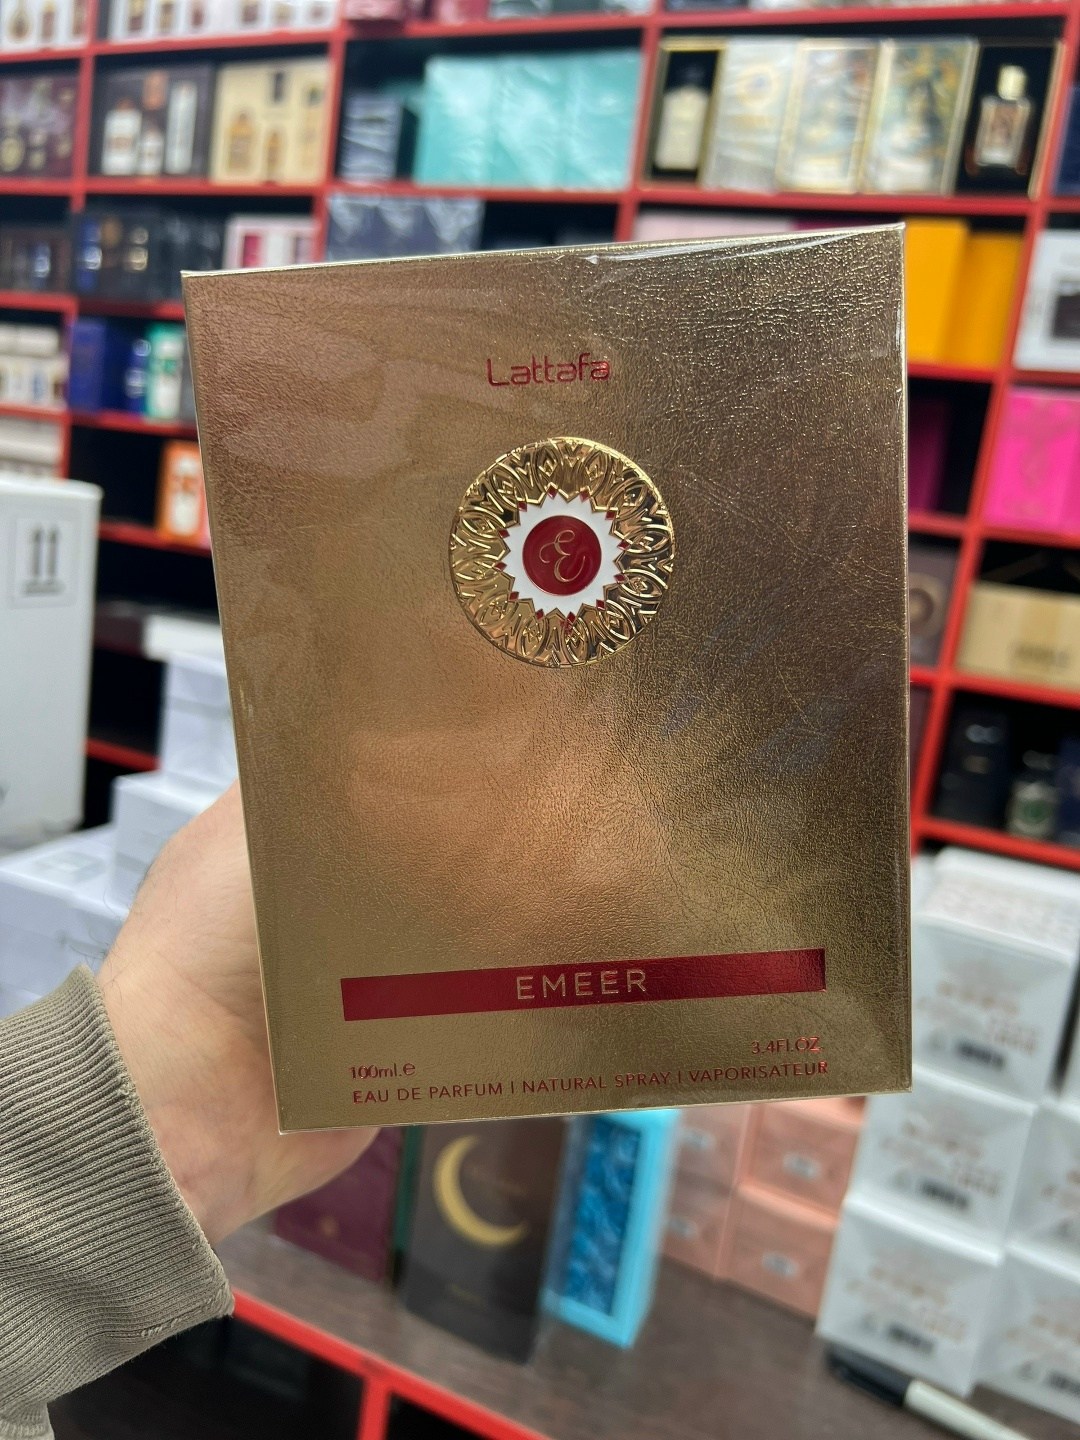 Lattafa
E
EMEER
100ml.e 3.4Fl.OZ.
EAU DE PARFUM | NATURAL SPRAY | VAPORISATEUR